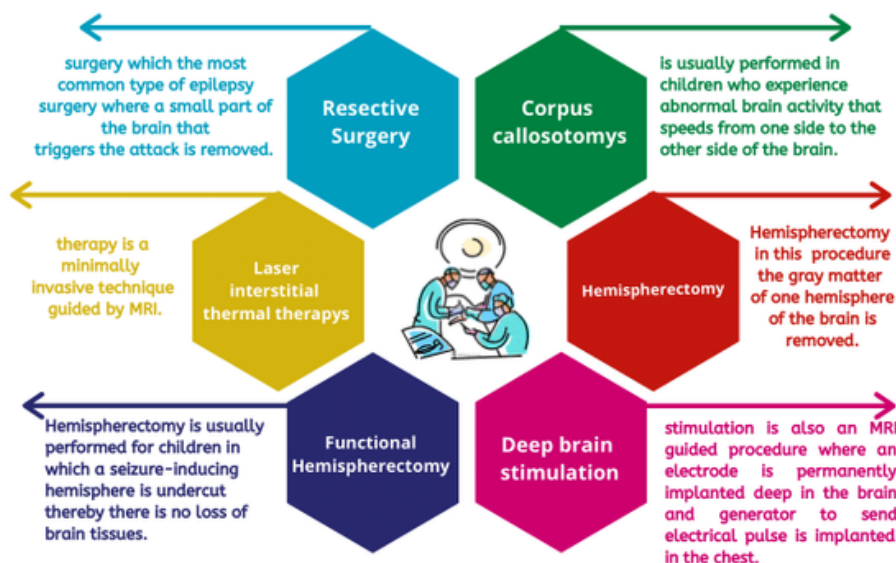 surgery which the most
common type of epilepsy
surgery where a small part of
the brain that
triggers the attack is removed.
Resective
Surgery
Corpus
callosotomys
is usually performed in
children who experience
abnormal brain activity that
speeds from one side to the
other side of the brain.
therapy is a
minimally
invasive technique
guided by MRI.
Laser
interstitial
thermal therapys
Hemispherectomy
Hemispherectomy
in this procedure
the gray matter
of one hemisphere
of the brain is
removed.
Hemispherectomy is usually
performed for children in
which a seizure-inducing
hemisphere is undercut
thereby there is no loss of
brain tissues.
Functional
Hemispherectomy
Deep brain
stimulation
stimulation is also an MRI
guided procedure where an
electrode is permanently
implanted deep in the brain
and generator to send
electrical pulse is implanted
in the chest.